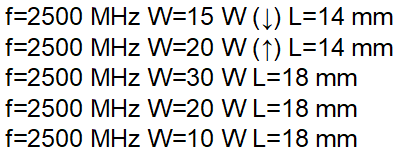 f=2500 MHz W=15 W (↓) L=14 mm
f=2500 MHz W=20 W (↑) L=14 mm
f=2500 MHz W=30 W L=18 mm
f=2500 MHz W=20 W L=18 mm
f=2500 MHz W=10 W L=18 mm